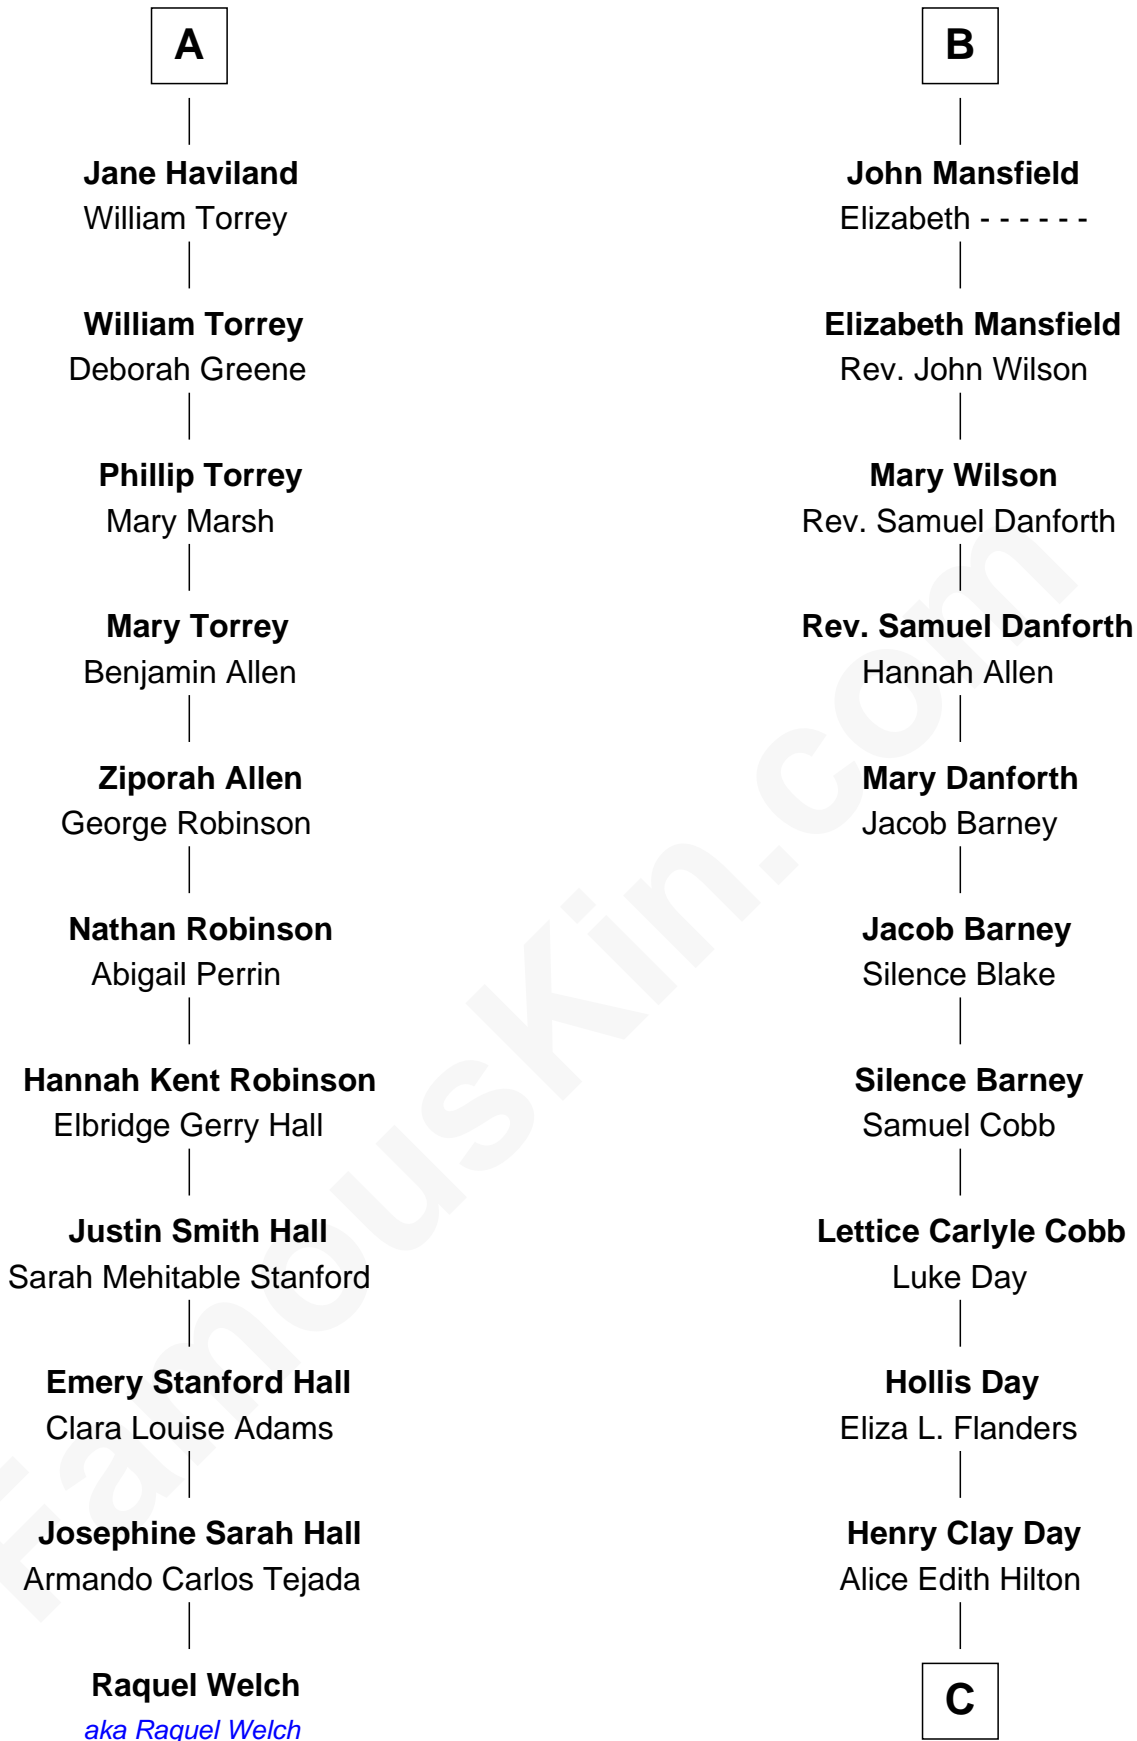 A
Jane Haviland
William Torrey
William Torrey
Deborah Greene
Phillip Torrey
Mary Marsh
Mary Torrey
Benjamin Allen
Ziporah Allen
George Robinson
Nathan Robinson
Abigail Perrin
Hannah Kent Robinson
Elbridge Gerry Hall
Justin Smith Hall
Sarah Mehitable Stanford
Emery Stanford Hall
Clara Louise Adams
Josephine Sarah Hall
Armando Carlos Tejada
Raquel Welch
aka Raquel Welch
B
John Mansfield
Elizabeth - - - - - -
Elizabeth Mansfield
Rev. John Wilson
Mary Wilson
Rev. Samuel Danforth
Rev. Samuel Danforth
Hannah Allen
Mary Danforth
Jacob Barney
Jacob Barney
Silence Blake
Silence Barney
Samuel Cobb
Lettice Carlyle Cobb
Luke Day
Hollis Day
Eliza L. Flanders
Henry Clay Day
Alice Edith Hilton
C
FamousKin.com